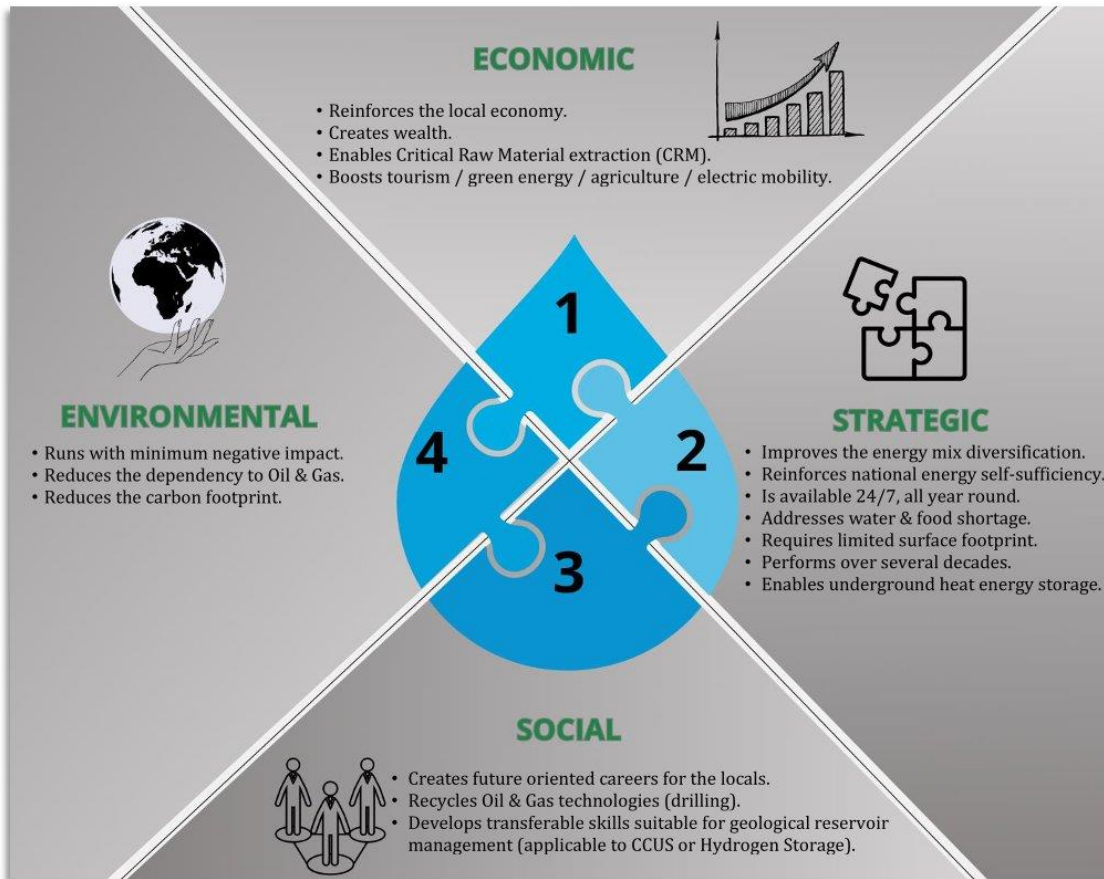 ECONOMIC
• Reinforces the local economy.
• Creates wealth.
• Enables Critical Raw Material extraction (CRM).
• Boosts tourism / green energy / agriculture / electric mobility.
1
2
3
4
STRATEGIC
• Improves the energy mix diversification.
• Reinforces national energy self-sufficiency.
• Is available 24/7, all year round.
• Addresses water & food shortage.
• Requires limited surface footprint.
• Performs over several decades.
• Enables underground heat energy storage.
SOCIAL
• Creates future oriented careers for the locals.
• Recycles Oil & Gas technologies (drilling).
• Develops transferable skills suitable for geological reservoir
management (applicable to CCUS or Hydrogen Storage).
ENVIRONMENTAL
• Runs with minimum negative impact.
• Reduces the dependency to Oil & Gas.
• Reduces the carbon footprint.